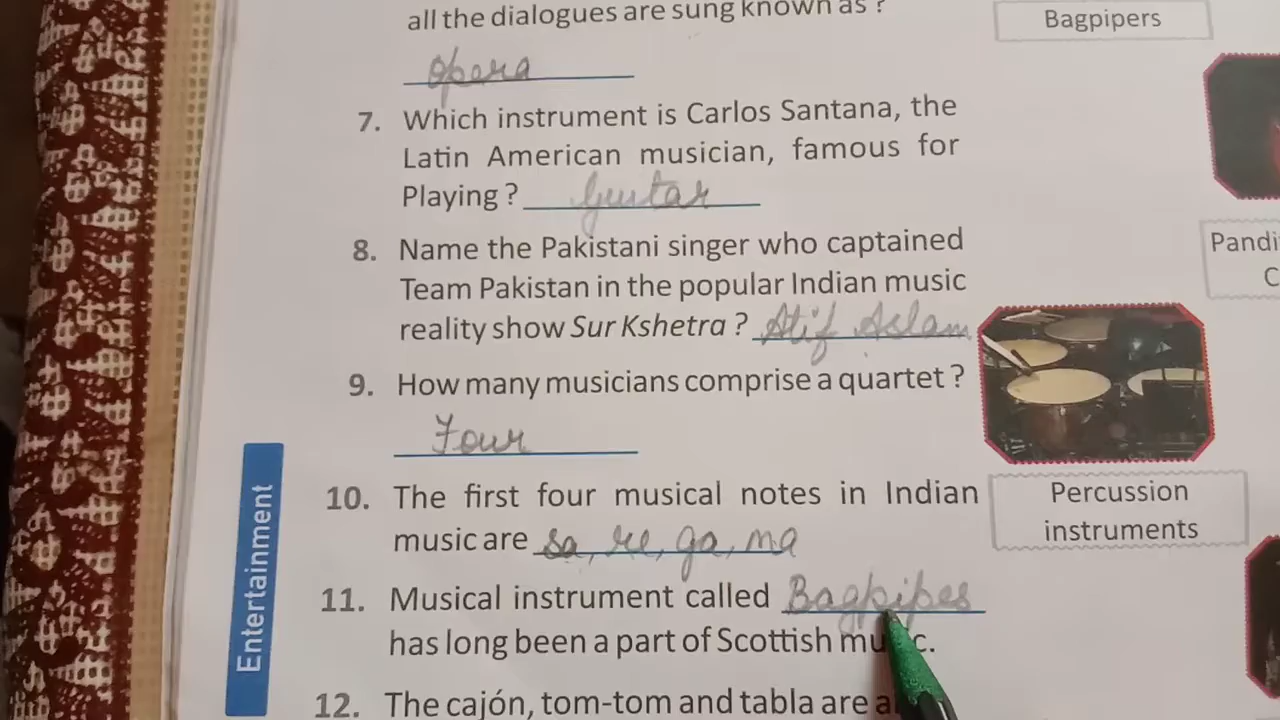 all the dialogues are sung known as ?
Opera
7. Which instrument is Carlos Santana, the
Latin American musician, famous for
Playing ? Guitar
8. Name the Pakistani singer who captained
Team Pakistan in the popular Indian music
reality show Sur Kshetra ? Atif Aslam
9. How many musicians comprise a quartet ?
Four
10. The first four musical notes in Indian
music are sa, re, ga, ma
11. Musical instrument called Bagpipes
has long been a part of Scottish
12. The cajón, tom-tom and tabla are
Entertainment
Bagpipers
Percussion
instruments